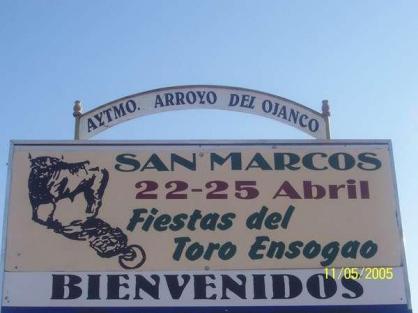 AYTMO. ARROYO DEL OJANCO
SAN MARCOS
22-25 Abril
Fiestas del
Toro Ensogao
11/05/2005
BIENVENIDOS